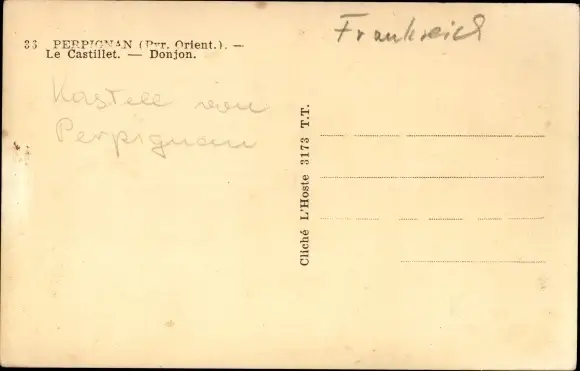 33 PERPIGNAN (Pyr. Orient.). —
Le Castillet. — Donjon.
Frankreich
Kastell von
Perpignan
Cliché L'Hoste 3173 T.T.